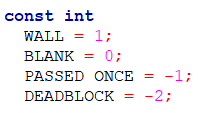 const int
WALL = 1;
BLANK = 0;
PASSED ONCE = -1;
DEADBLOCK = -2;